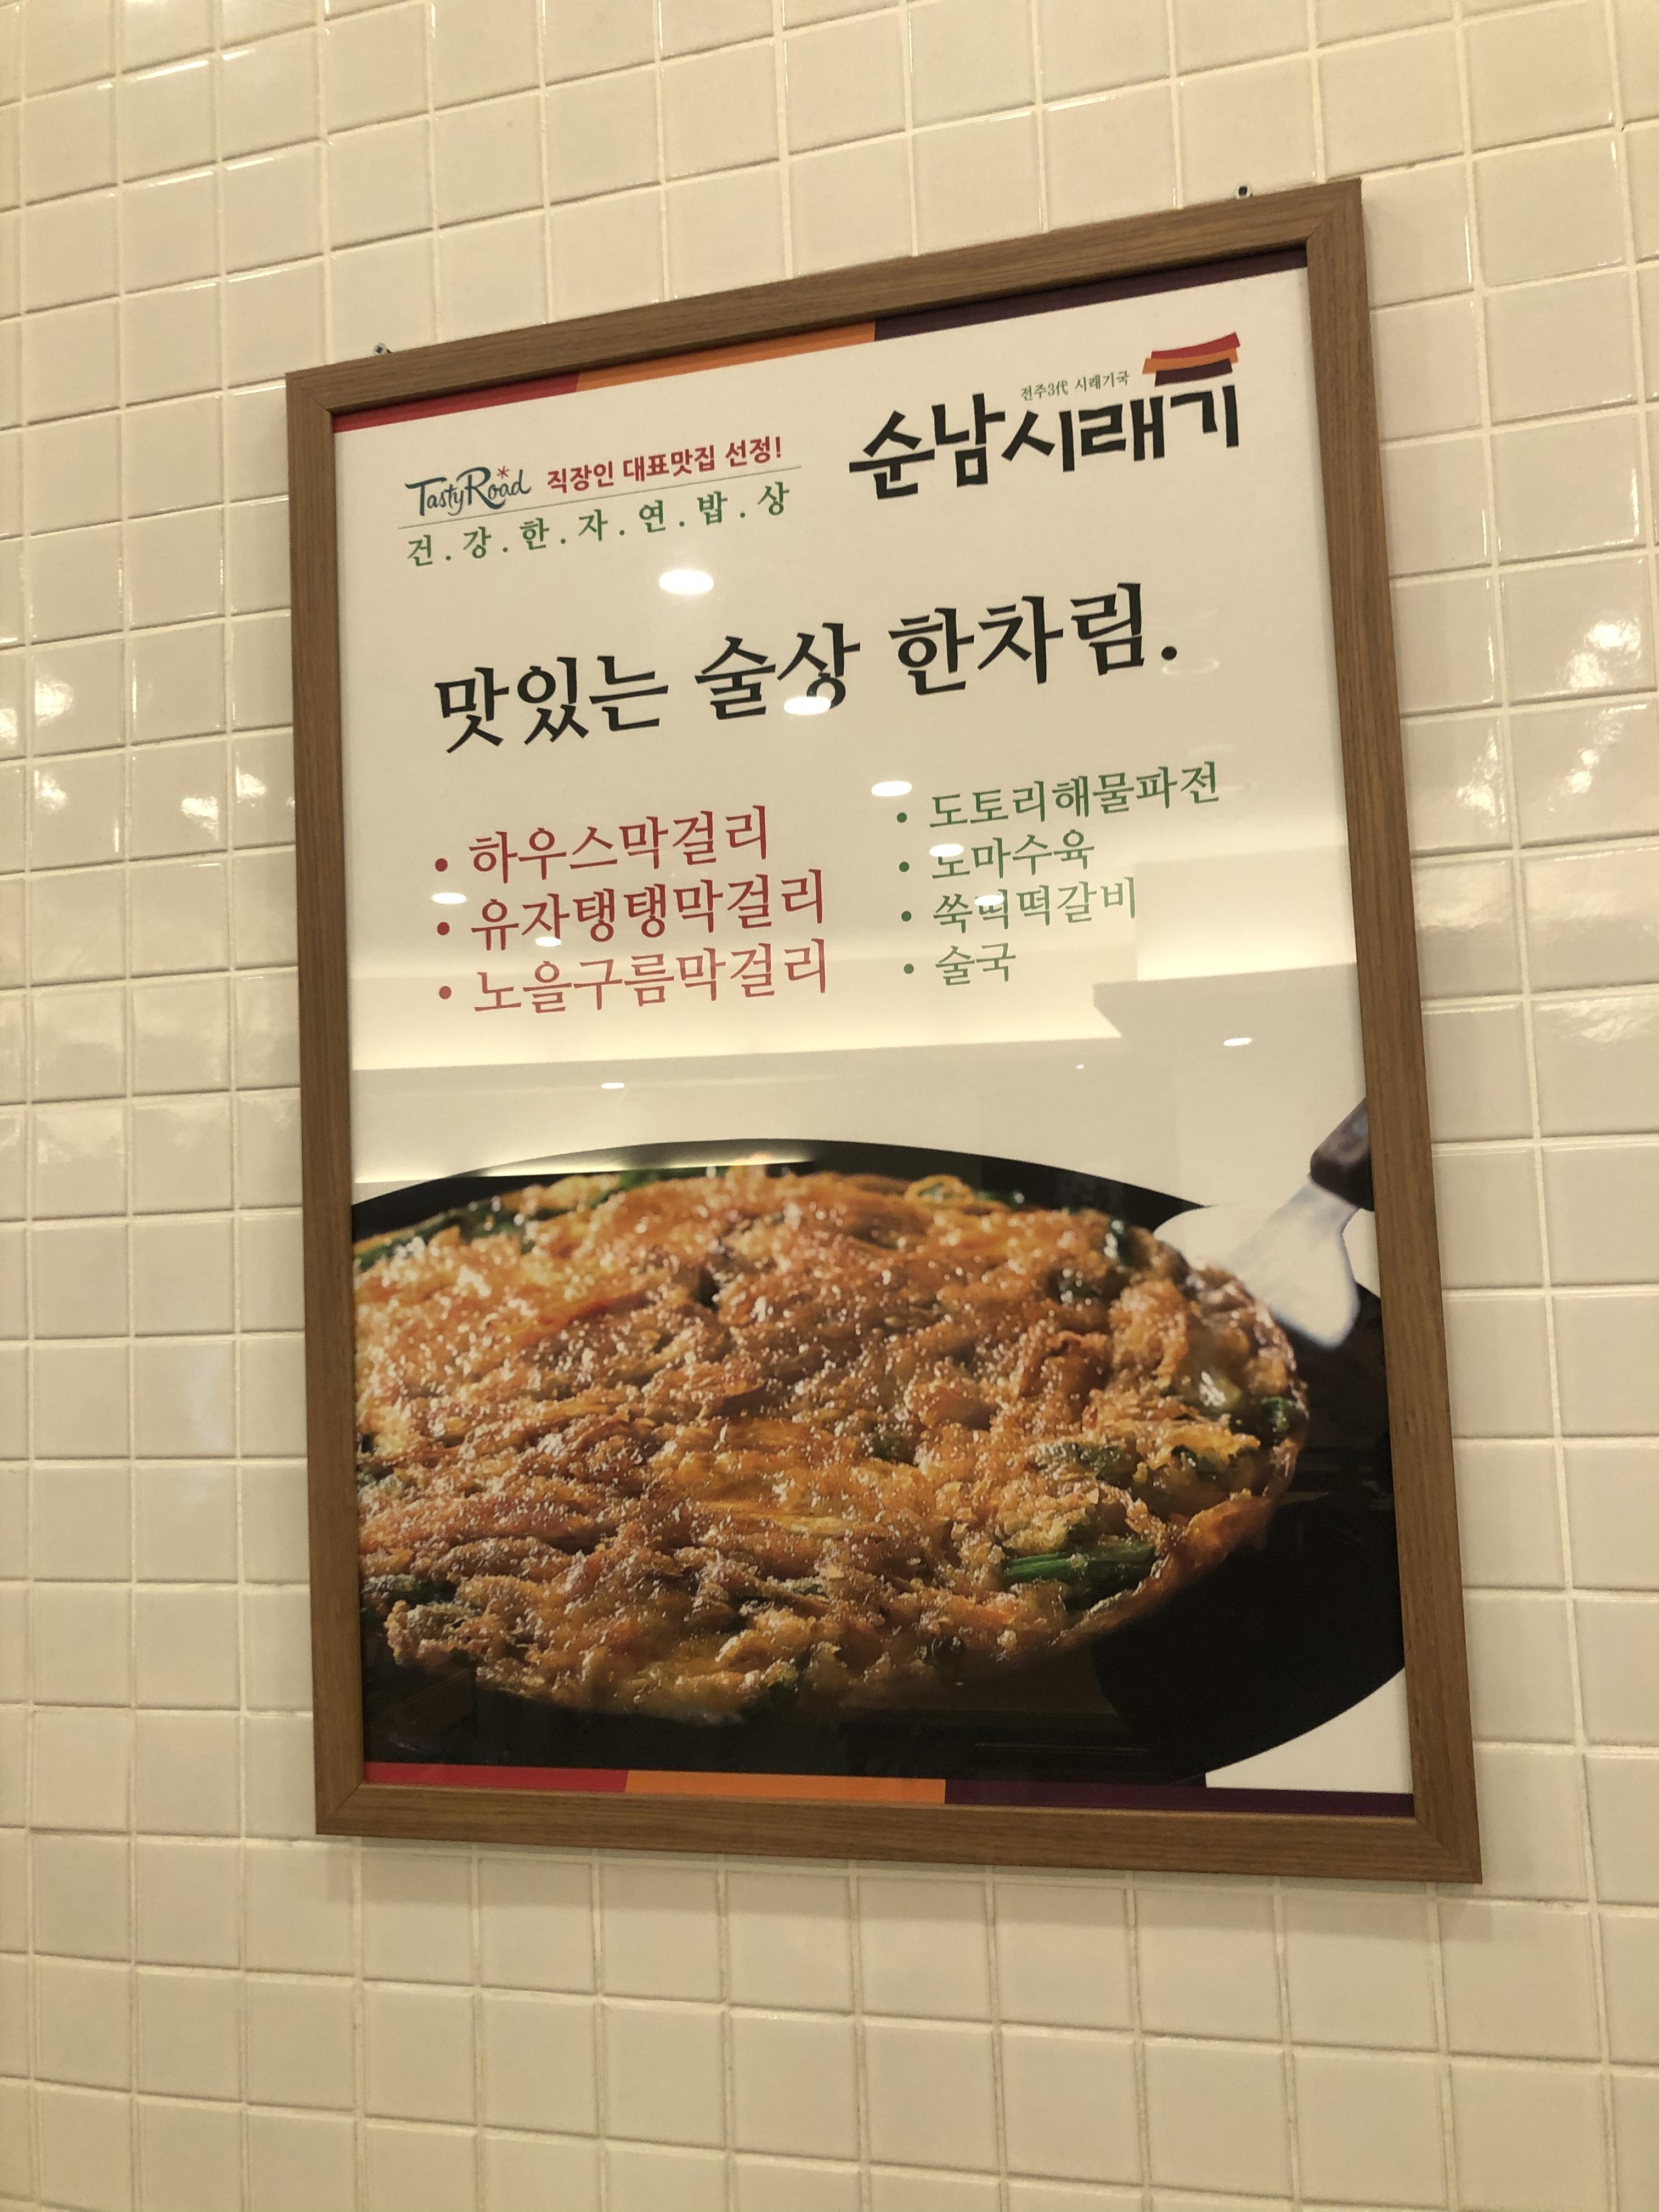 전주3代 시래기국
순남시래기
TastyRoad 직장인 대표맛집 선정!
건.강.한.자.연.밥.상
맛있는 술상 한차림.
• 하우스막걸리
• 유자탱탱막걸리
• 노을구름막걸리
• 도토리해물파전
• 도마수육
• 쑥떡떡갈비
• 술국